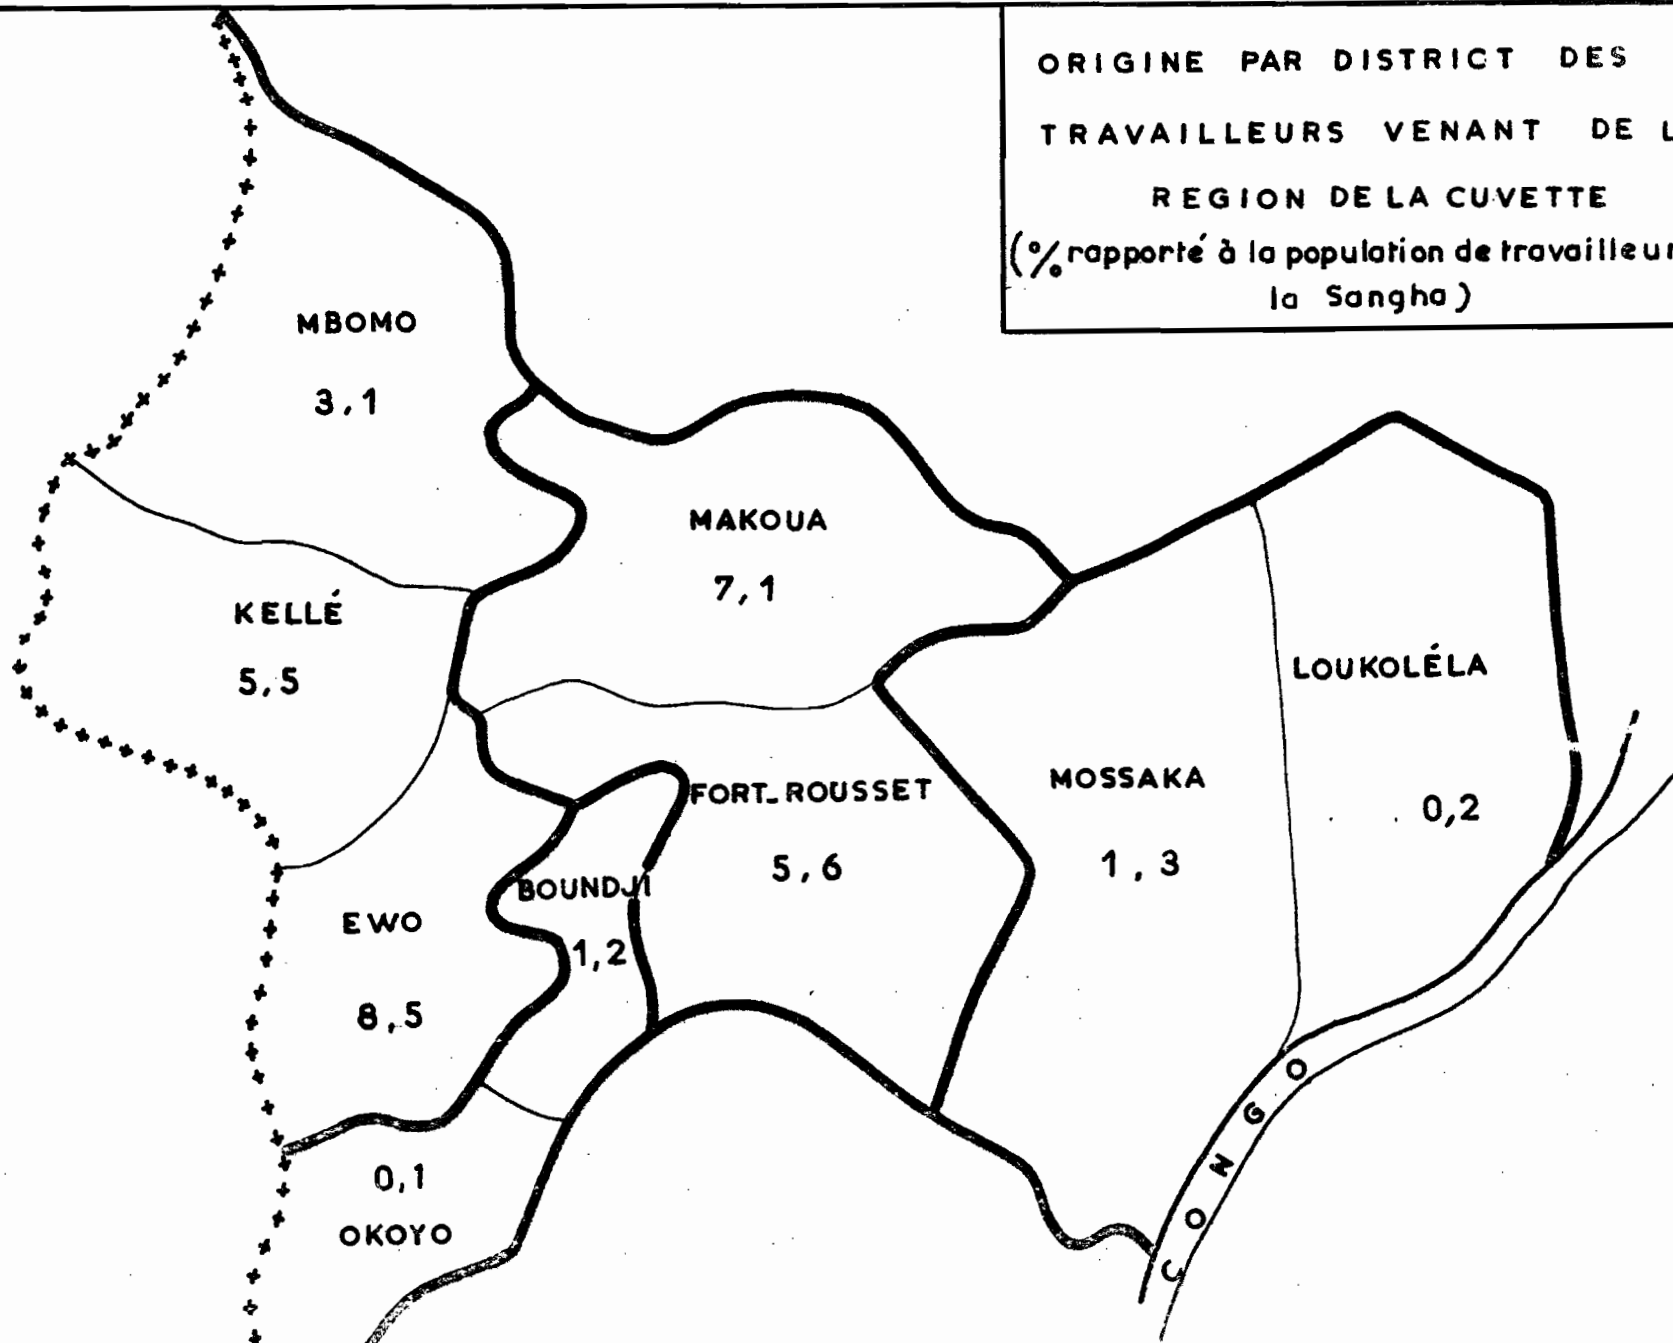 ORIGINE PAR DISTRICT DES
TRAVAILLEURS VENANT DE L
REGION DE LA CUVETTE
(% rapporté à la population de travailleur
la Sangha)
MBOMO
3,1
MAKOUA
7,1
KELLÉ
5,5
LOUKOLÉLA
0,2
FORT-ROUSSET
5,6
MOSSAKA
1,3
BOUNDJI
1,2
EWO
8,5
0,1
OKOYO
CONGO